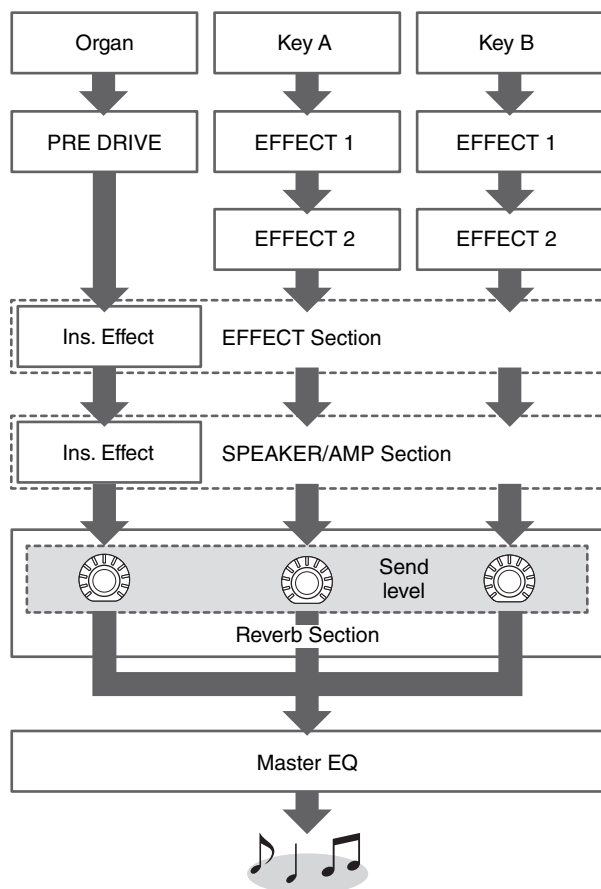 Organ
Key A
Key B
PRE DRIVE
EFFECT 1
EFFECT 1
EFFECT 2
EFFECT 2
Ins. Effect
EFFECT Section
Ins. Effect
SPEAKER/AMP Section
Send
level
Reverb Section
Master EQ